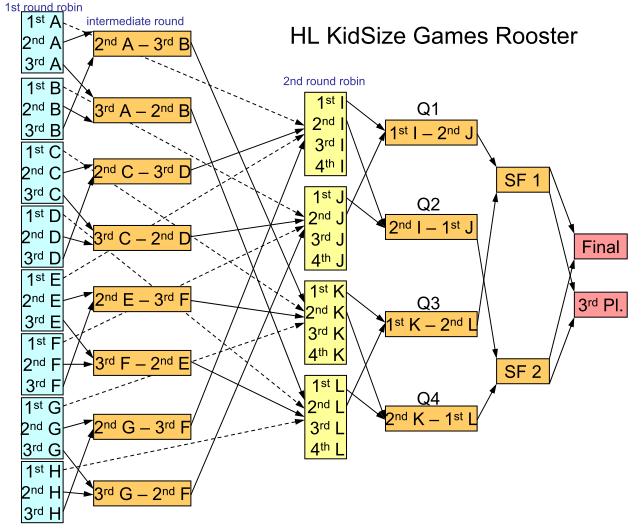 1st round robin
intermediate round
HL KidSize Games Rooster
2nd round robin
1st A
2nd A
3rd A
1st B
2nd B
3rd B
1st C
2nd C
3rd C
1st D
2nd D
3rd D
1st E
2nd E
3rd E
1st F
2nd F
3rd F
1st G
2nd G
3rd G
1st H
2nd H
3rd H
2nd A – 3rd B
3rd A – 2nd B
2nd C – 3rd D
3rd C – 2nd D
2nd E – 3rd F
3rd F – 2nd E
2nd G – 3rd F
3rd G – 2nd F
1st I
2nd I
3rd I
4th I
1st J
2nd J
3rd J
4th J
1st K
2nd K
3rd K
4th K
1st L
2nd L
3rd L
4th L
Q1
1st I – 2nd J
Q2
2nd I – 1st J
Q3
1st K – 2nd L
Q4
2nd K – 1st L
SF 1
SF 2
Final
3rd Pl.